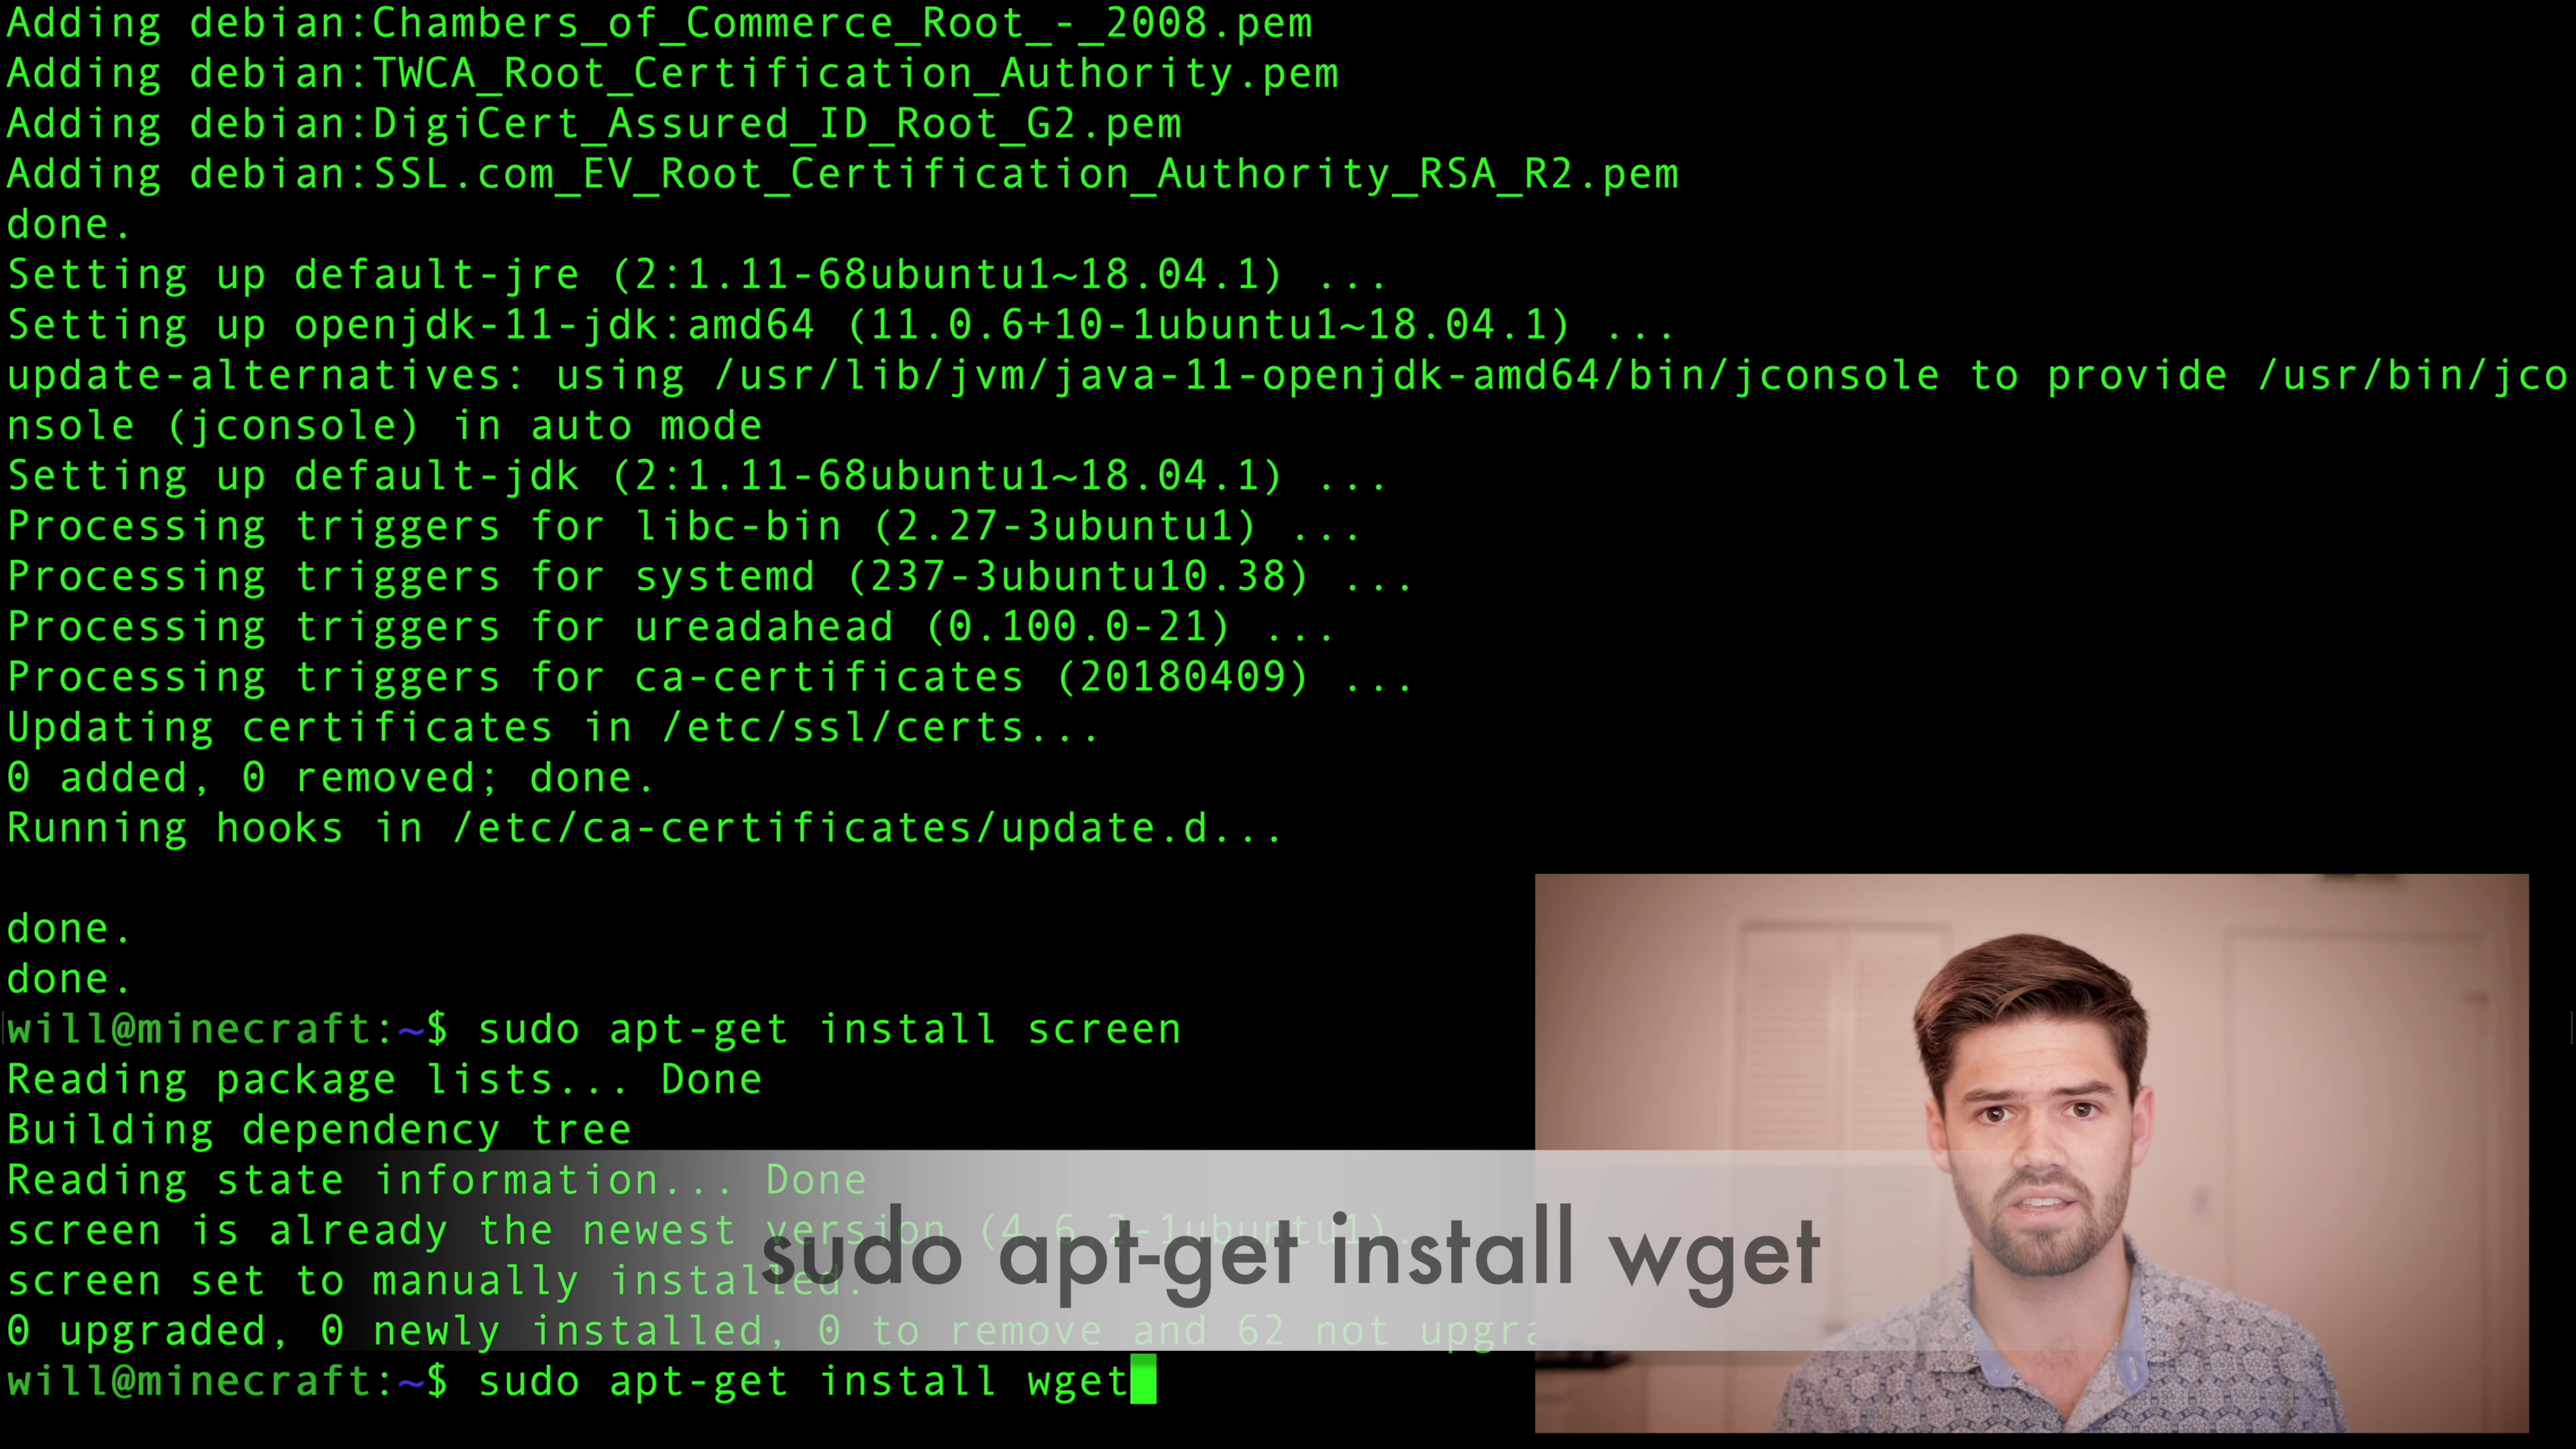 Adding debian:Chambers_of_Commerce_Root_-_2008.pem
Adding debian:TWCA_Root_Certification_Authority.pem
Adding debian:DigiCert_Assured_ID_Root_G2.pem
Adding debian:SSL.com_EV_Root_Certification_Authority_RSA_R2.pem
done.
Setting up default-jre (2:1.11-68ubuntu1~18.04.1) ...
Setting up openjdk-11-jdk:amd64 (11.0.6+10-1ubuntu1~18.04.1) ...
update-alternatives: using /usr/lib/jvm/java-11-openjdk-amd64/bin/jconsole to provide /usr/bin/jco
nsole (jconsole) in auto mode
Setting up default-jdk (2:1.11-68ubuntu1~18.04.1) ...
Processing triggers for libc-bin (2.27-3ubuntu1) ...
Processing triggers for systemd (237-3ubuntu10.38) ...
Processing triggers for ureadahead (0.100.0-21) ...
Processing triggers for ca-certificates (20180409) ...
Updating certificates in /etc/ssl/certs...
0 added, 0 removed; done.
Running hooks in /etc/ca-certificates/update.d...
done.
done.
will@minecraft:~$ sudo apt-get install screen
Reading package lists... Done
Building dependency tree
Reading state information... Done
screen is already the newest version (4.6.2-1ubuntu1).
screen set to manually installed.
0 upgraded, 0 newly installed, 0 to remove and 62 not upgra
sudo apt-get install wget
will@minecraft:~$ sudo apt-get install wget